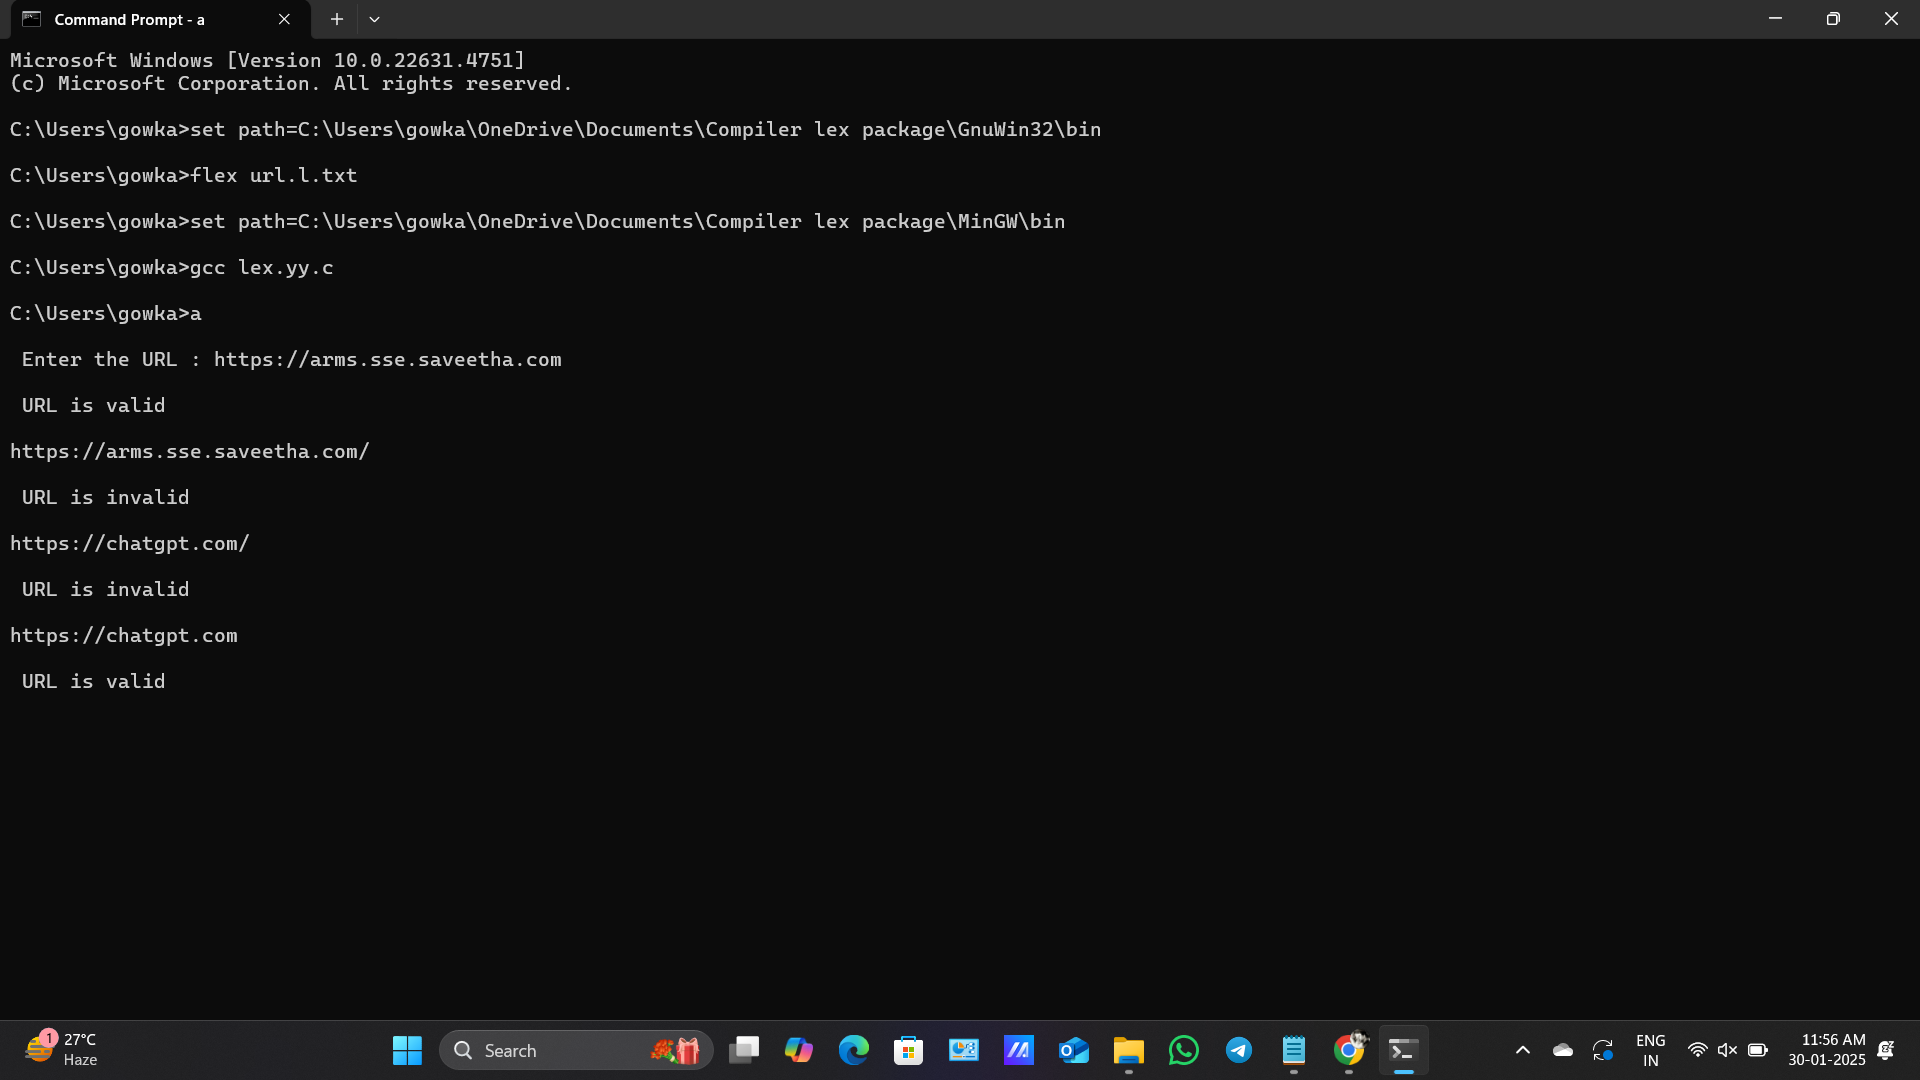 Command Prompt - a
Microsoft Windows [Version 10.0.22631.4751]
(c) Microsoft Corporation. All rights reserved.
C:\Users\gowka>set path=C:\Users\gowka\OneDrive\Documents\Compiler lex package\GnuWin32\bin
C:\Users\gowka>flex url.l.txt
C:\Users\gowka>set path=C:\Users\gowka\OneDrive\Documents\Compiler lex package\MinGW\bin
C:\Users\gowka>gcc lex.yy.c
C:\Users\gowka>a
Enter the URL : https://arms.sse.saveetha.com
URL is valid
https://arms.sse.saveetha.com/
URL is invalid
https://chatgpt.com/
URL is invalid
https://chatgpt.com
URL is valid
1
27°C
Haze
Search
ENG
IN
11:56 AM
30-01-2025